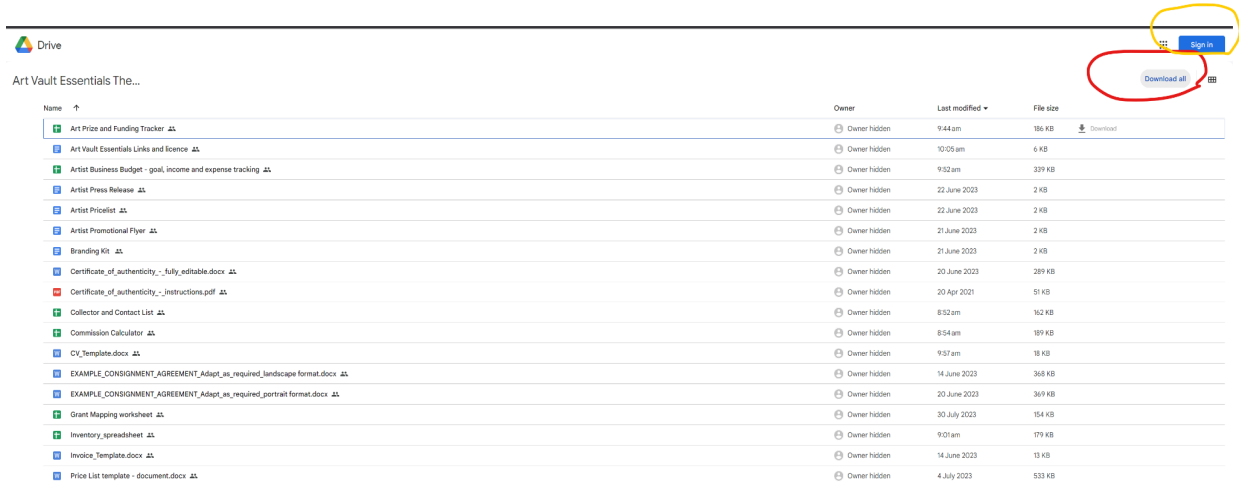 Drive
Sign in
Art Vault Essentials The...
Download all
Name Owner Last modified File size
Art Prize and Funding Tracker Owner hidden 9:44 am 186 KB Download
Art Vault Essentials Links and licence Owner hidden 10:05 am 6 KB
Artist Business Budget - goal, income and expense tracking Owner hidden 9:52 am 339 KB
Artist Press Release Owner hidden 22 June 2023 2 KB
Artist Pricelist Owner hidden 22 June 2023 2 KB
Artist Promotional Flyer Owner hidden 21 June 2023 2 KB
Branding Kit Owner hidden 21 June 2023 2 KB
Certificate_of_authenticity_-_fully_editable.docx Owner hidden 20 June 2023 289 KB
Certificate_of_authenticity_-_instructions.pdf Owner hidden 20 Apr 2021 51 KB
Collector and Contact List Owner hidden 8:52 am 162 KB
Commission Calculator Owner hidden 8:54 am 189 KB
CV_Template.docx Owner hidden 9:57 am 18 KB
EXAMPLE_CONSIGNMENT_AGREEMENT_Adapt_as_required_landscape format.docx Owner hidden 14 June 2023 368 KB
EXAMPLE_CONSIGNMENT_AGREEMENT_Adapt_as_required_portrait format.docx Owner hidden 20 June 2023 369 KB
Grant Mapping worksheet Owner hidden 30 July 2023 154 KB
Inventory_spreadsheet Owner hidden 9:01 am 179 KB
Invoice_Template.docx Owner hidden 14 June 2023 13 KB
Price List template - document.docx Owner hidden 4 July 2023 533 KB